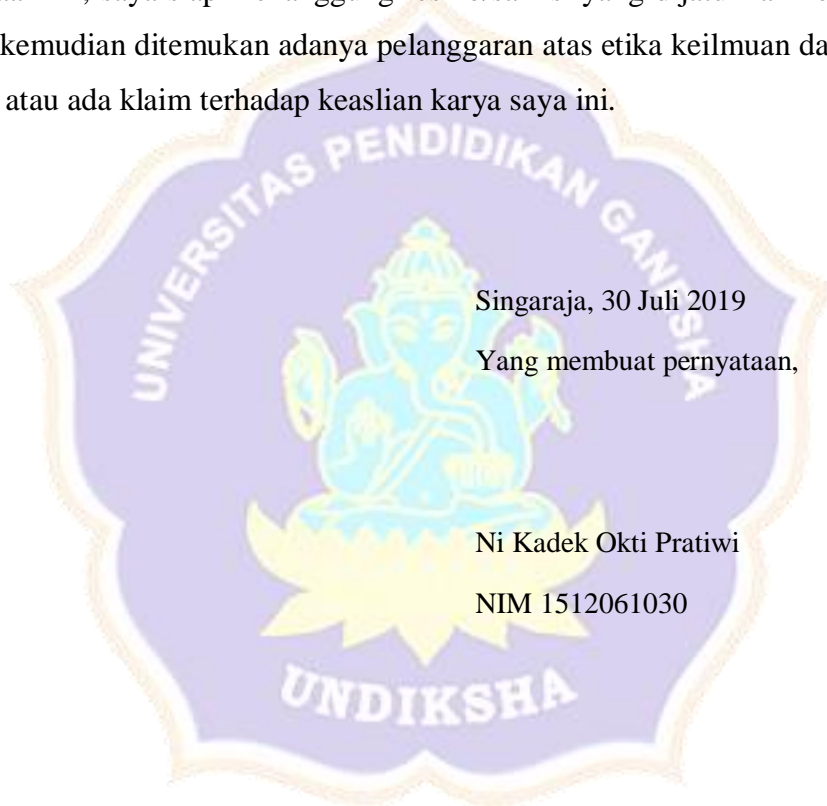 kemudian ditemukan adanya pelanggaran atas etika keilmuan
atau ada klaim terhadap keaslian karya saya ini.
UNIVERSITAS PENDIDIKAN GANESHA
Singaraja, 30 Juli 2019
Yang membuat pernyataan,
Ni Kadek Okti Pratiwi
NIM 1512061030
UNDIKSHA